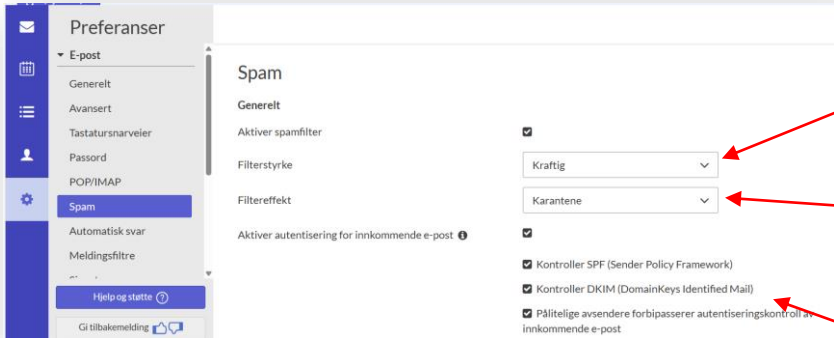 Preferanser
E-post
Generelt
Avansert
Tastatursnarveier
Passord
POP/IMAP
Spam
Automatisk svar
Meldingsfiltre
Hjelp og støtte
Gi tilbakemelding
Spam
Generelt
Aktiver spamfilter
Filterstyrke
Kraftig
Filtereffekt
Karantene
Aktiver autentisering for innkommende e-post
Kontroller SPF (Sender Policy Framework)
Kontroller DKIM (DomainKeys Identified Mail)
Pålitelige avsendere forbipasserer autentiseringskontroll av
innkommende e-post